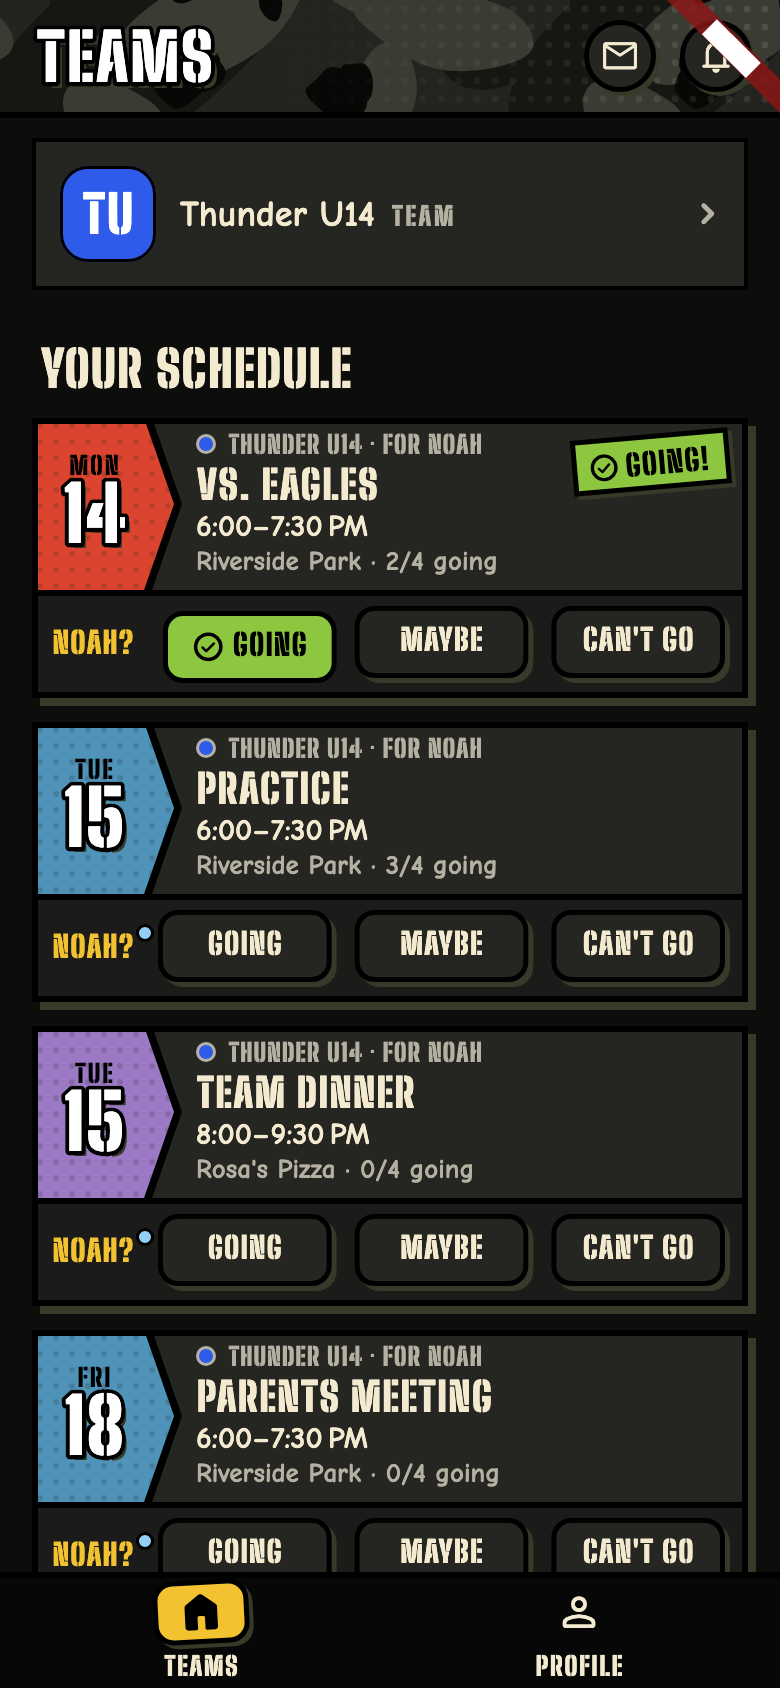 TEAMS
TU
Thunder U14 TEAM
YOUR SCHEDULE
MON
14
THUNDER U14 · FOR NOAH
VS. EAGLES
6:00–7:30 PM
Riverside Park · 2/4 going
GOING!
NOAH? GOING MAYBE CAN'T GO
TUE
15
THUNDER U14 · FOR NOAH
PRACTICE
6:00–7:30 PM
Riverside Park · 3/4 going
NOAH? GOING MAYBE CAN'T GO
TUE
15
THUNDER U14 · FOR NOAH
TEAM DINNER
8:00–9:30 PM
Rosa's Pizza · 0/4 going
NOAH? GOING MAYBE CAN'T GO
FRI
18
THUNDER U14 · FOR NOAH
PARENTS MEETING
6:00–7:30 PM
Riverside Park · 0/4 going
NOAH? GOING MAYBE CAN'T GO
TEAMS PROFILE